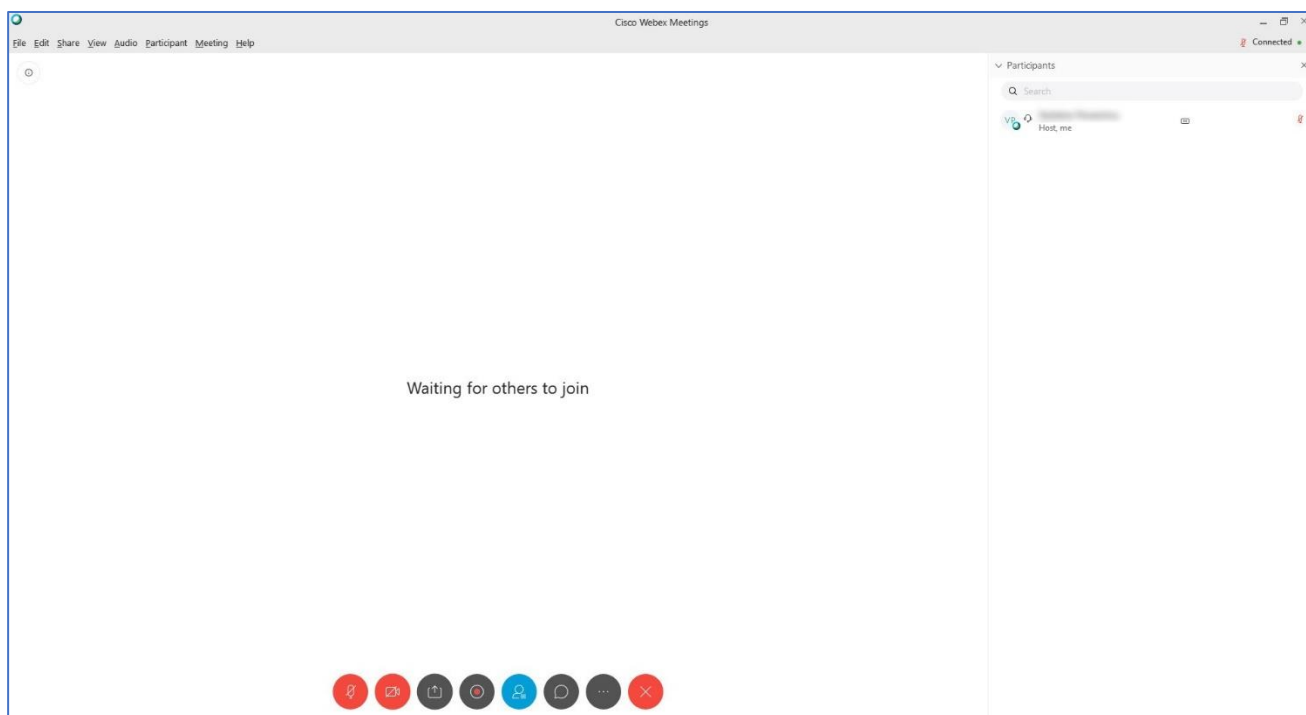 Cisco Webex Meetings
File Edit Share View Audio Participant Meeting Help
Connected
Participants
Search
VP
Host, me
Waiting for others to join